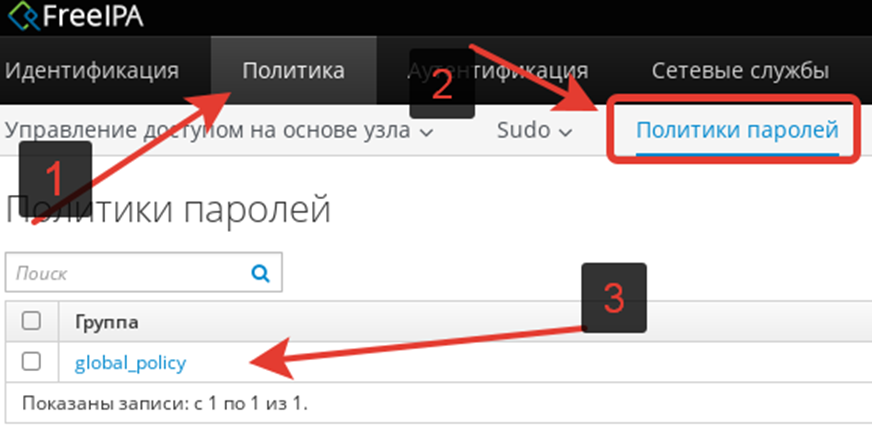 FreeIPA
Идентификация Политика Аутентификация Сетевые службы
2
Управление доступом на основе узла Sudo Политики паролей
1
Политики паролей
Поиск
3
Группа
global_policy
Показаны записи: с 1 по 1 из 1.